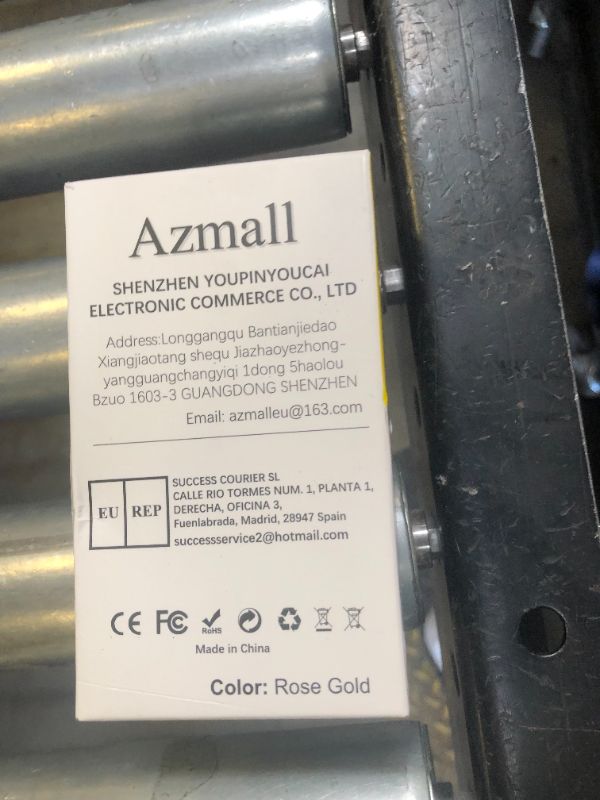 Azmall
SHENZHEN YOUPINYOUCAI
ELECTRONIC COMMERCE CO., LTD
Address:Longgangqu Bantianjiedao
Xiangjiaotang shequ Jiazhaoyezhong-
yangguangchangyiqi 1dong 5haolou
Bzuo 1603-3 GUANGDONG SHENZHEN
Email: azmalleu@163.com
EU REP
SUCCESS COURIER SL
CALLE RIO TORMES NUM. 1, PLANTA 1,
DERECHA, OFICINA 3,
Fuenlabrada, Madrid, 28947 Spain
successservice2@hotmail.com
CE FC RoHS
Made in China
Color: Rose Gold